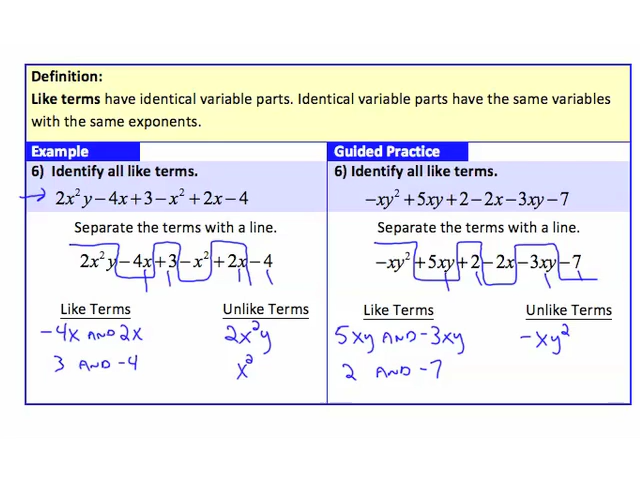 Definition:
Like terms have identical variable parts. Identical variable parts have the same variables
with the same exponents.
Example
6) Identify all like terms.
2x²y − 4x + 3 − x² + 2x − 4
Separate the terms with a line.
2x²y − 4x + 3 − x² + 2x − 4
Like Terms Unlike Terms
-4x AND 2x 2x²y
3 AND -4 x²
Guided Practice
6) Identify all like terms.
−xy² + 5xy + 2 − 2x − 3xy − 7
Separate the terms with a line.
−xy² + 5xy + 2 − 2x − 3xy − 7
Like Terms Unlike Terms
5xy AND -3xy -xy²
2 AND -7